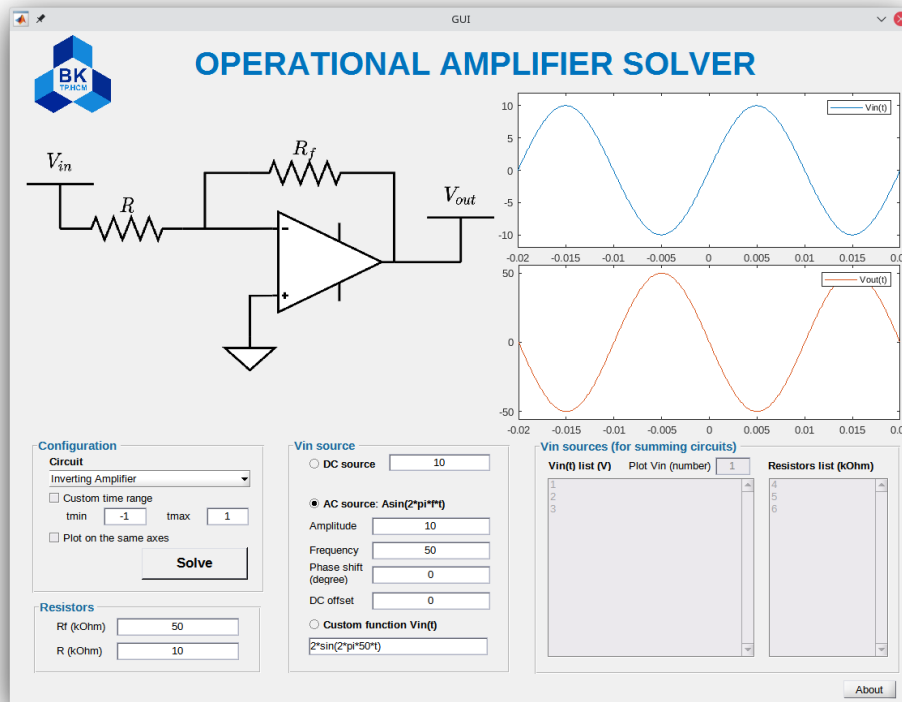 GUI
BK
TP.HCM
OPERATIONAL AMPLIFIER SOLVER
Vin
R
Rf
-
+
Vout
Vin(t)
10
5
0
-5
-10
-0.02 -0.015 -0.01 -0.005 0 0.005 0.01 0.015 0.0
Vout(t)
50
0
-50
-0.02 -0.015 -0.01 -0.005 0 0.005 0.01 0.015 0.0
Configuration
Circuit
Inverting Amplifier
Custom time range
tmin -1 tmax 1
Plot on the same axes
Solve
Resistors
Rf (kOhm) 50
R (kOhm) 10
Vin source
DC source 10
AC source: Asin(2*pi*f*t)
Amplitude 10
Frequency 50
Phase shift
(degree) 0
DC offset 0
Custom function Vin(t)
2*sin(2*pi*50*t)
Vin sources (for summing circuits)
Vin(t) list (V) Plot Vin (number) 1 Resistors list (kOhm)
1 4
2 5
3 6
About